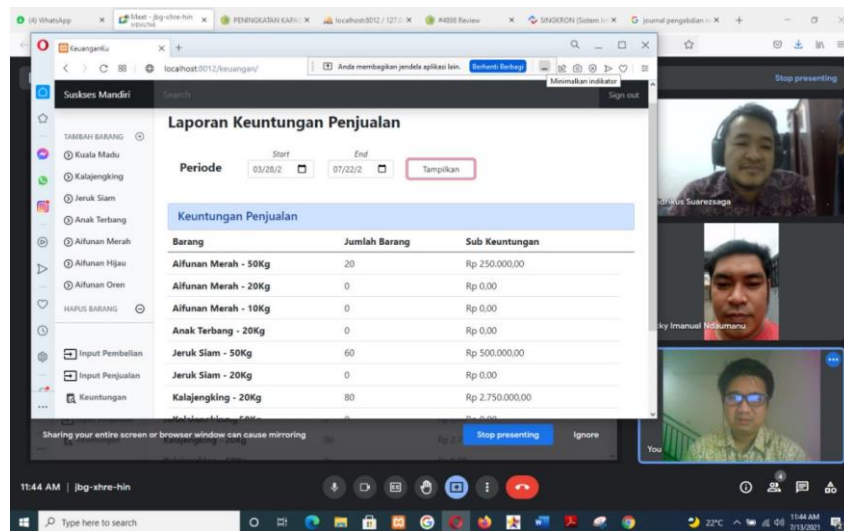 (4) WhatsApp
Meet - jbg-xhre-hin
PENINGKATAN KAPA
localhost:8012 / 127.
#4888 Review
SINGKRON (Sistem In
journal pengabdian
KeuanganKu
localhost:8012/keuangan/
Anda membagikan jendela aplikasi lain.
Berhenti Berbagi
Minimalkan indikator
Stop presenting
Suskses Mandiri
Search
Sign out
Laporan Keuntungan Penjualan
TAMBAH BARANG
Kuala Madu
Kalajengking
Jeruk Siam
Anak Terbang
Aifunan Merah
Aifunan Hijau
Aifunan Oren
HAPUS BARANG
Input Pembelian
Input Penjualan
Keuntungan
Start End
Periode 03/28/2 07/22/2 Tampilkan
Keuntungan Penjualan
Barang Jumlah Barang Sub Keuntungan
Aifunan Merah - 50Kg 20 Rp 250.000,00
Aifunan Merah - 20Kg 0 Rp 0,00
Aifunan Merah - 10Kg 0 Rp 0,00
Anak Terbang - 20Kg 0 Rp 0,00
Jeruk Siam - 50Kg 60 Rp 500.000,00
Jeruk Siam - 20Kg 0 Rp 0,00
Kalajengking - 20Kg 80 Rp 2.750.000,00
drikus Suarezsaga
ky Imanuel Ndaumanu
You
Sharing your entire screen or browser window can cause mirroring
Stop presenting
Ignore
11:44 AM | jbg-xhre-hin
4
Type here to search
22°C
11:44 AM
7/13/2021